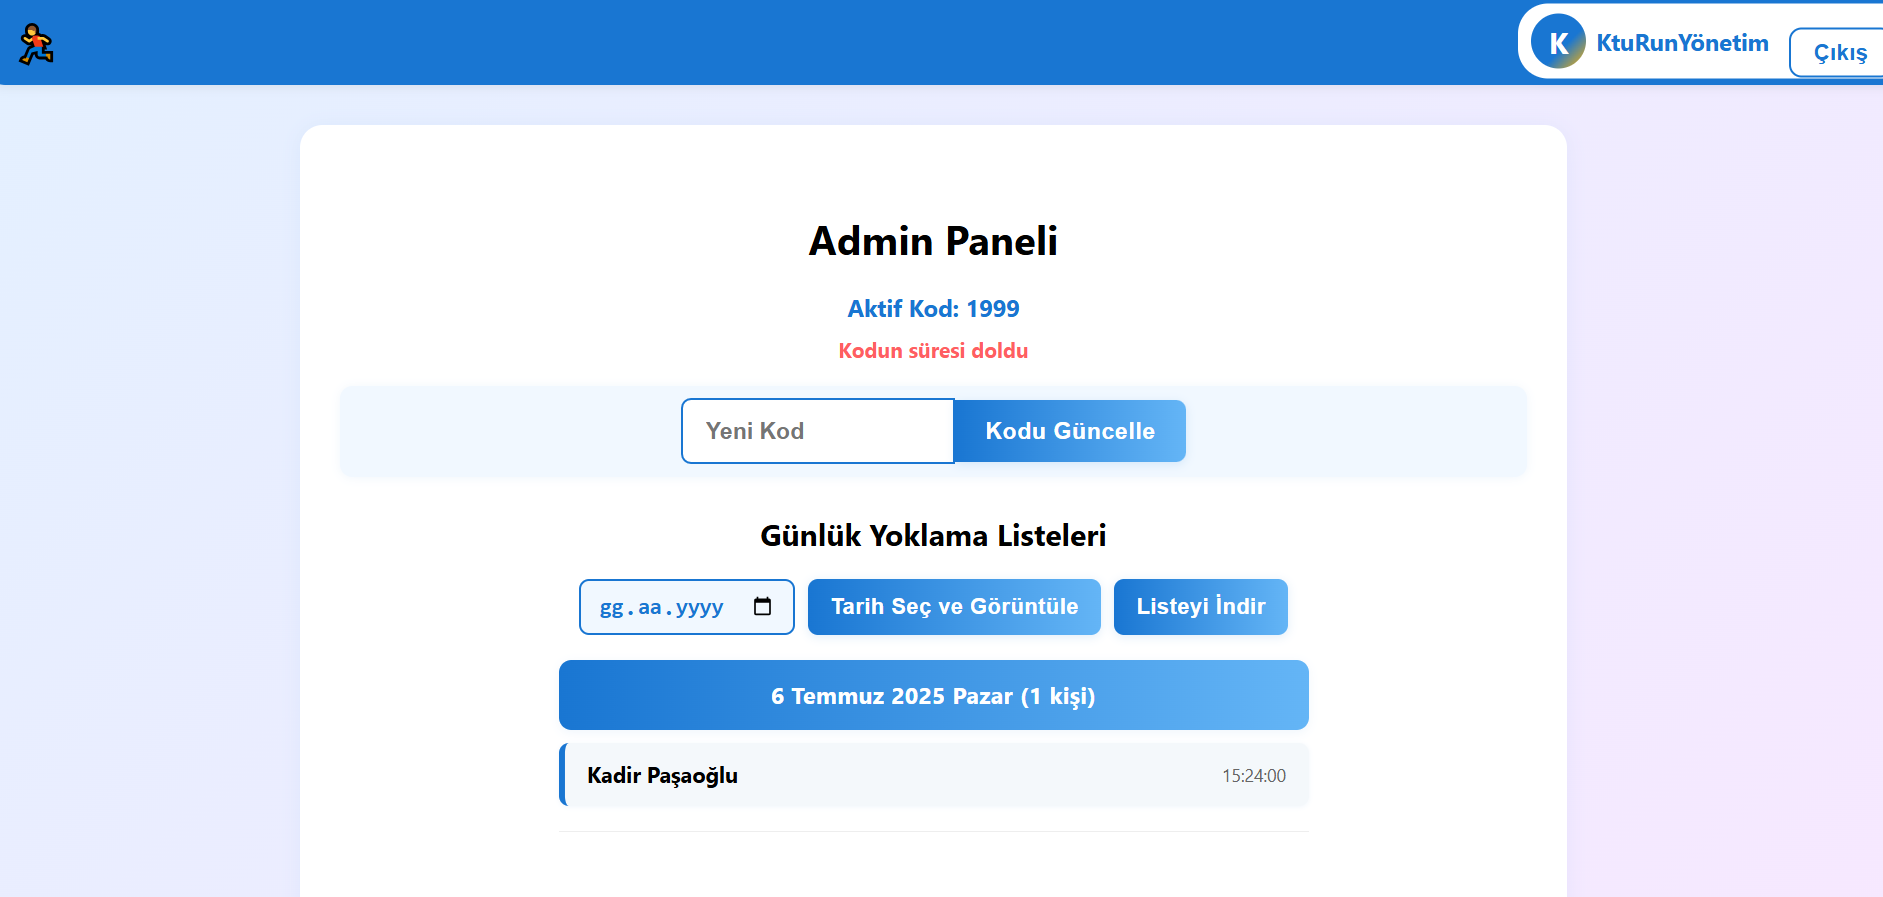 K KtuRunYönetim Çıkış
Admin Paneli
Aktif Kod: 1999
Kodun süresi doldu
Yeni Kod Kodu Güncelle
Günlük Yoklama Listeleri
gg.aa.yyyy Tarih Seç ve Görüntüle Listeyi İndir
6 Temmuz 2025 Pazar (1 kişi)
Kadir Paşaoğlu 15:24:00